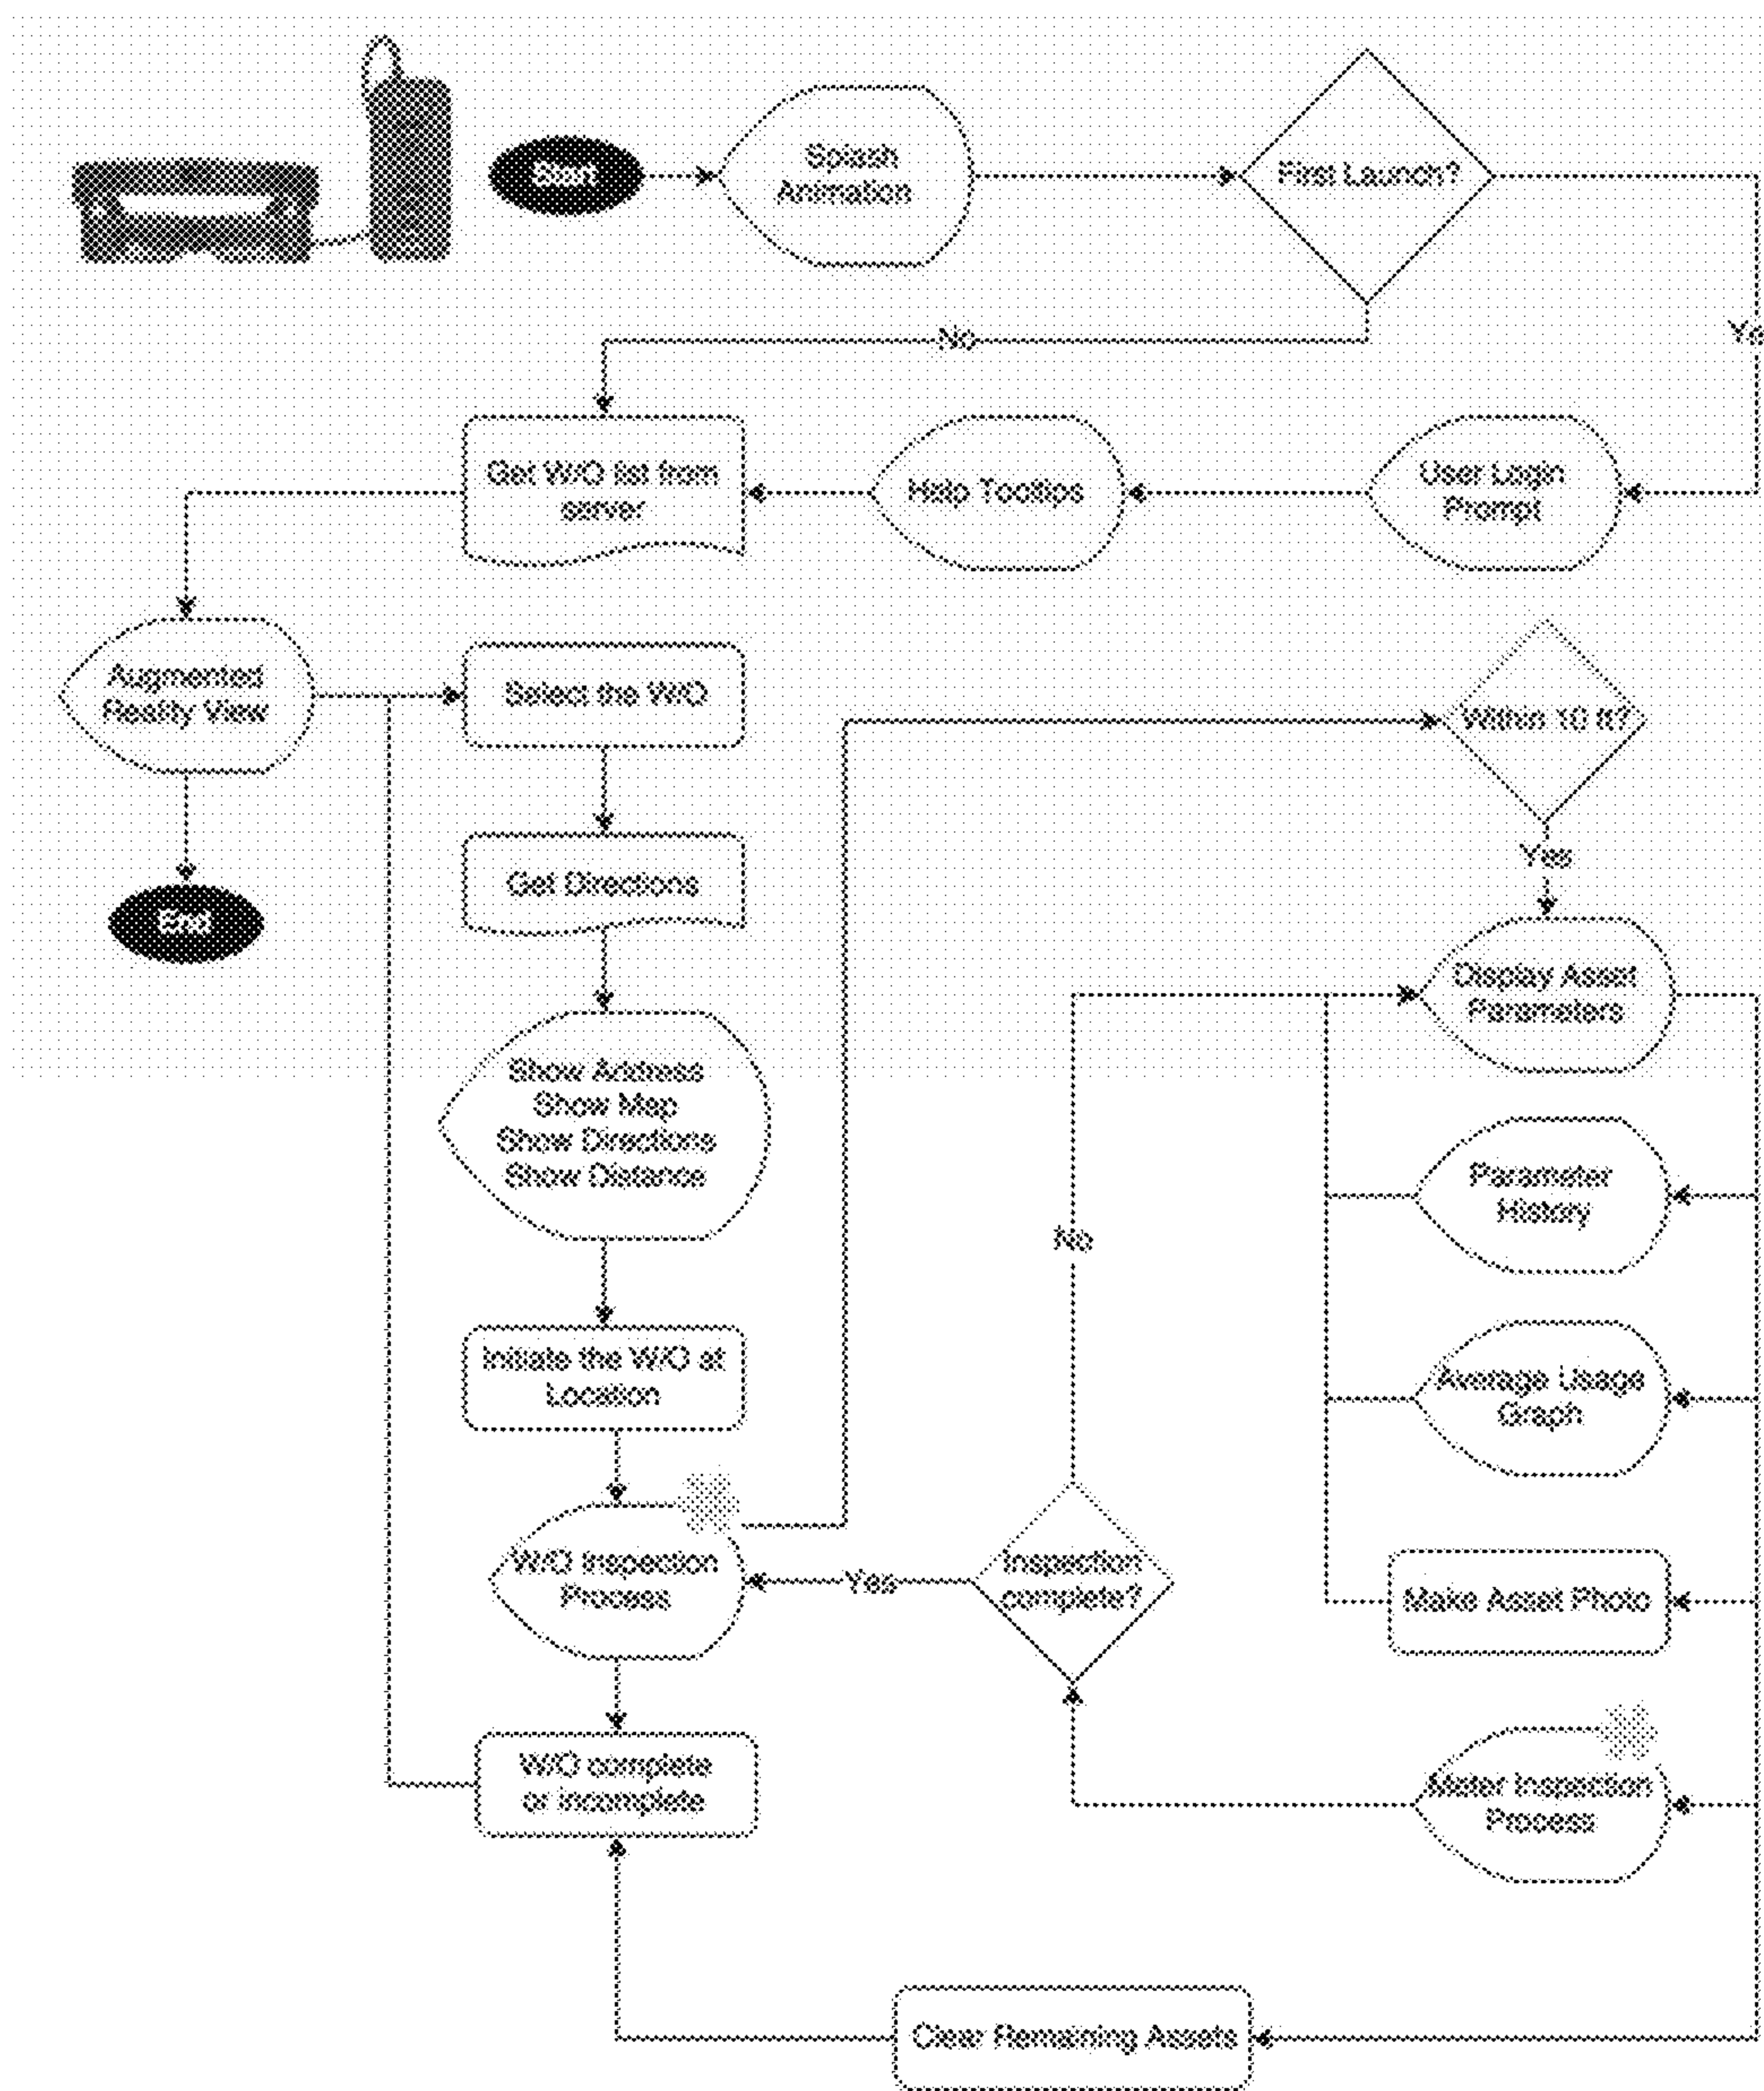 Start
Splash
Animation
First Launch?
No
Ye
Get W/O list from
server
Help Tooltips
User Login
Prompt
Augmented
Reality View
Select the W/O
Within 10 ft?
Yes
Get Directions
End
Display Asset
Parameters
Show Address
Show Map
Show Directions
Show Distance
Parameter
History
No
Initiate the W/O at
Location
Average Usage
Graph
W/O Inspection
Process
Yes
Inspection
complete?
Make Asset Photo
W/O complete
or incomplete
Meter Inspection
Process
Clear Remaining Assets